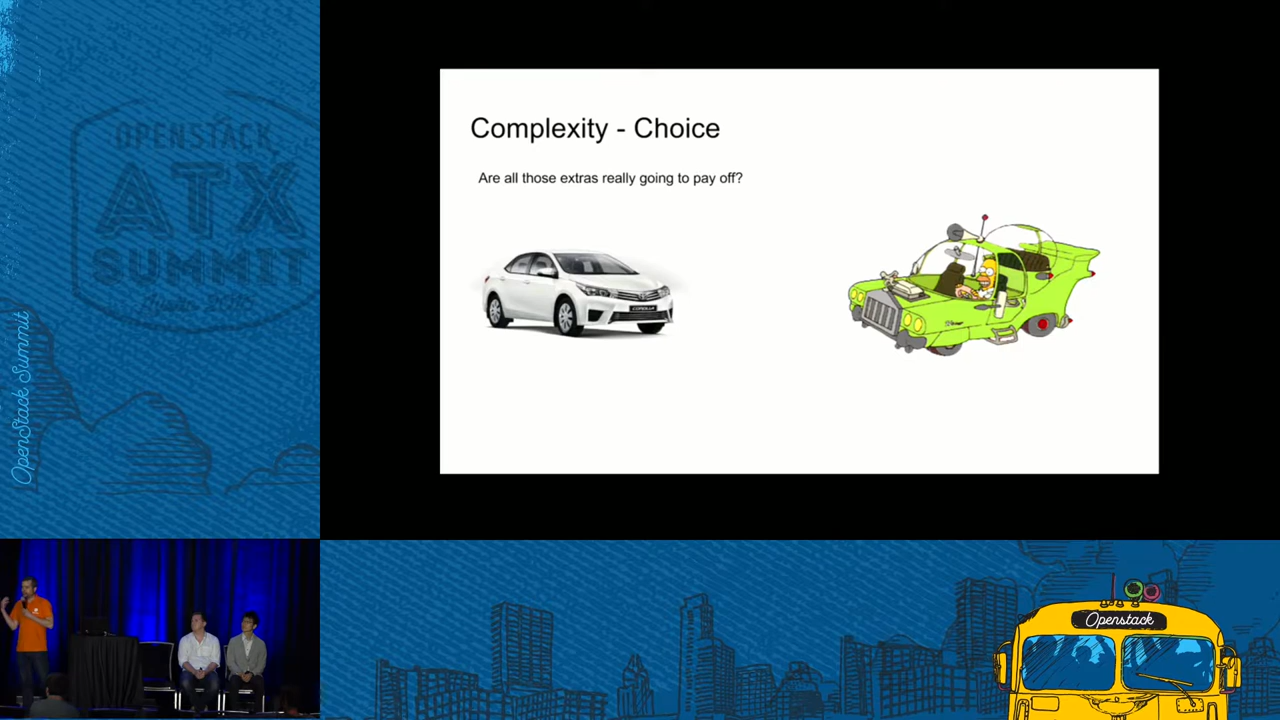 OPENSTACK
ATX
SUMMIT
OpenStack Summit
Complexity - Choice
Are all those extras really going to pay off?
Openstack